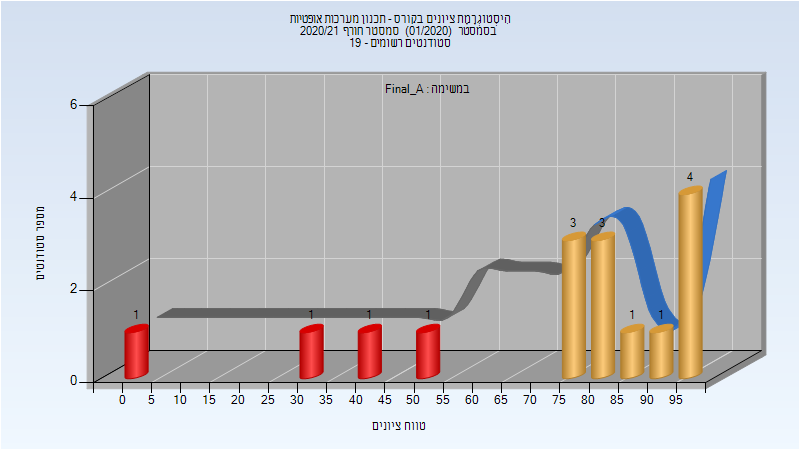 היסטוגרמת ציונים בקורס - תכנון מערכות אופטיות
בסמסטר (01/2020) סמסטר חורף 2020/21
סטודנטים רשומים - 19
במשימה : Final_A
מספר סטודנטים
6
4
2
0
1
1
1
1
3
3
1
1
4
0 5 10 15 20 25 30 35 40 45 50 55 60 65 70 75 80 85 90 95
טווח ציונים